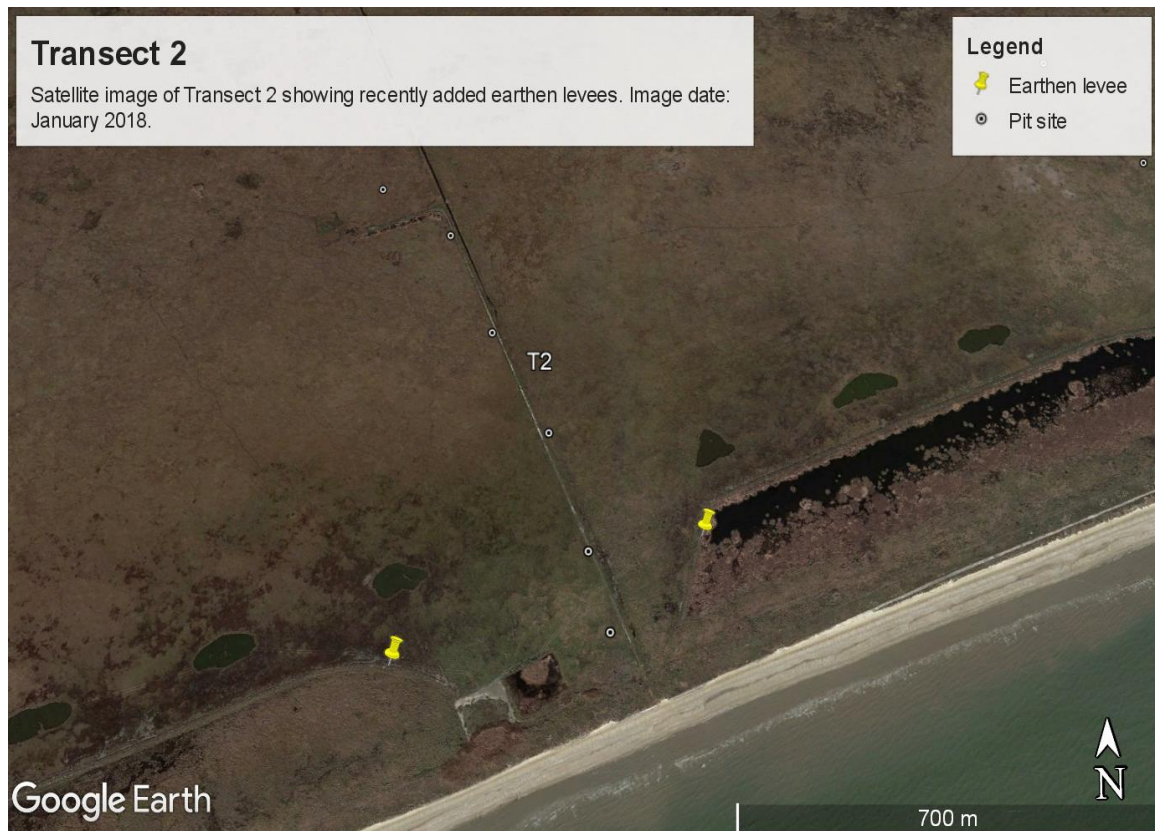 Transect 2
Satellite image of Transect 2 showing recently added earthen levees. Image date:
January 2018.
Legend
Earthen levee
Pit site
T2
Google Earth
N
700 m